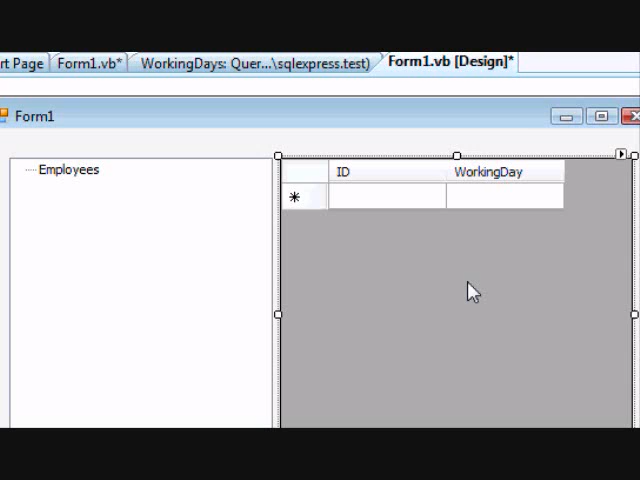 rt Page Form1.vb* WorkingDays: Quer...\sqlexpress.test) Form1.vb [Design]*
Form1
Employees
ID WorkingDay